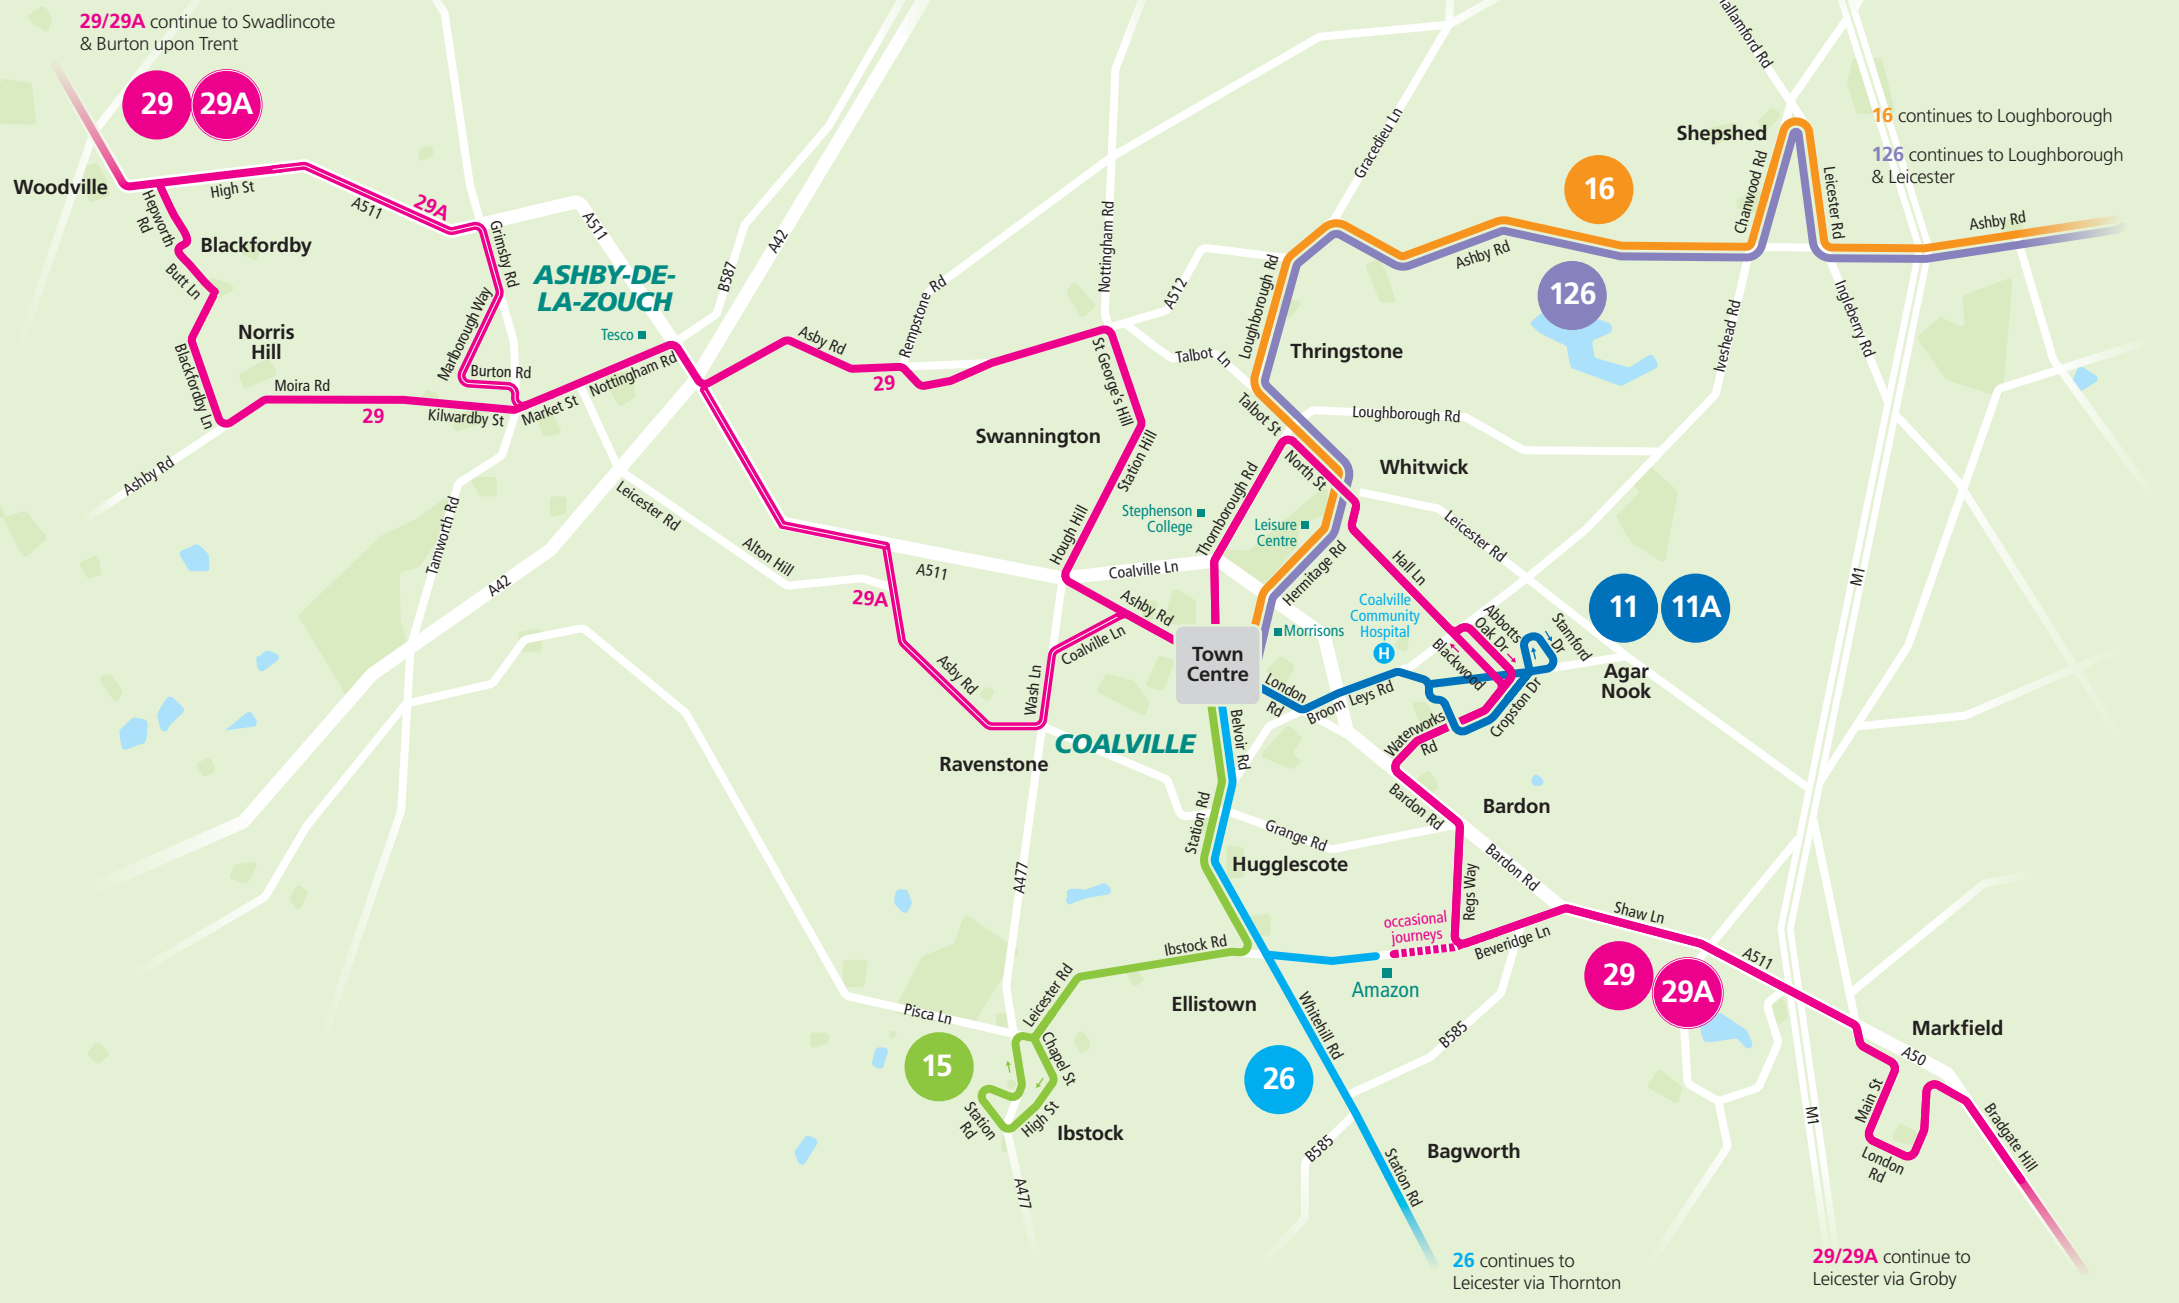 29/29A continue to Swadlincote
& Burton upon Trent
29
29A
Woodville
High St
A511
29A
Hepworth
Rd
Blackfordby
Butt Ln
Norris
Hill
Blackfordby Ln
Moira Rd
29
Kilwardby St
Ashby Rd
Grimsby Rd
Marlborough Way
Burton Rd
Market St
Nottingham Rd
ASHBY-DE-
LA-ZOUCH
Tesco
A511
B587
A42
Asby Rd
29
Rempstone Rd
Nottingham Rd
A512
Talbot Ln
St George's Hill
Swannington
Station Hill
Hough Hill
Tamworth Rd
A42
Leicester Rd
Alton Hill
A511
29A
Asby Rd
Wash Ln
Coalville Ln
Ashby Rd
Coalville Ln
Ravenstone
COALVILLE
Town
Centre
Stephenson
College
Thornborough Rd
Leisure
Centre
Morrisons
Hermitage Rd
North St
Talbot St
Loughborough Rd
Thringstone
Loughborough Rd
Whitwick
Leicester Rd
Gracedieu Ln
Ashby Rd
16
126
Shepshed
Charnwood Rd
Leicester Rd
16 continues to Loughborough
126 continues to Loughborough
& Leicester
Ashby Rd
Iveshead Rd
Ingleberry Rd
M1
Hall Ln
Coalville
Community
Hospital
H
Abbotts
Oak Dr
Blackwood
Stamford
Dr
11
11A
Agar
Nook
Cropston Dr
London
Rd
Broom Leys Rd
Waterworks
Rd
Bardon
Bardon Rd
Bardon Rd
Belvoir Rd
Station Rd
Grange Rd
Hugglescote
Regs Way
occasional
journeys
Beveridge Ln
Shaw Ln
A511
29
29A
Amazon
Ibstock Rd
Ellistown
Whitehill Rd
B585
B585
26
Bagworth
Station Rd
26 continues to
Leicester via Thornton
A477
Pisca Ln
Leicester Rd
Chapel St
15
Station
Rd
High St
Ibstock
A477
Markfield
A50
Main St
London
Rd
Bradgate Hill
M1
29/29A continue to
Leicester via Groby